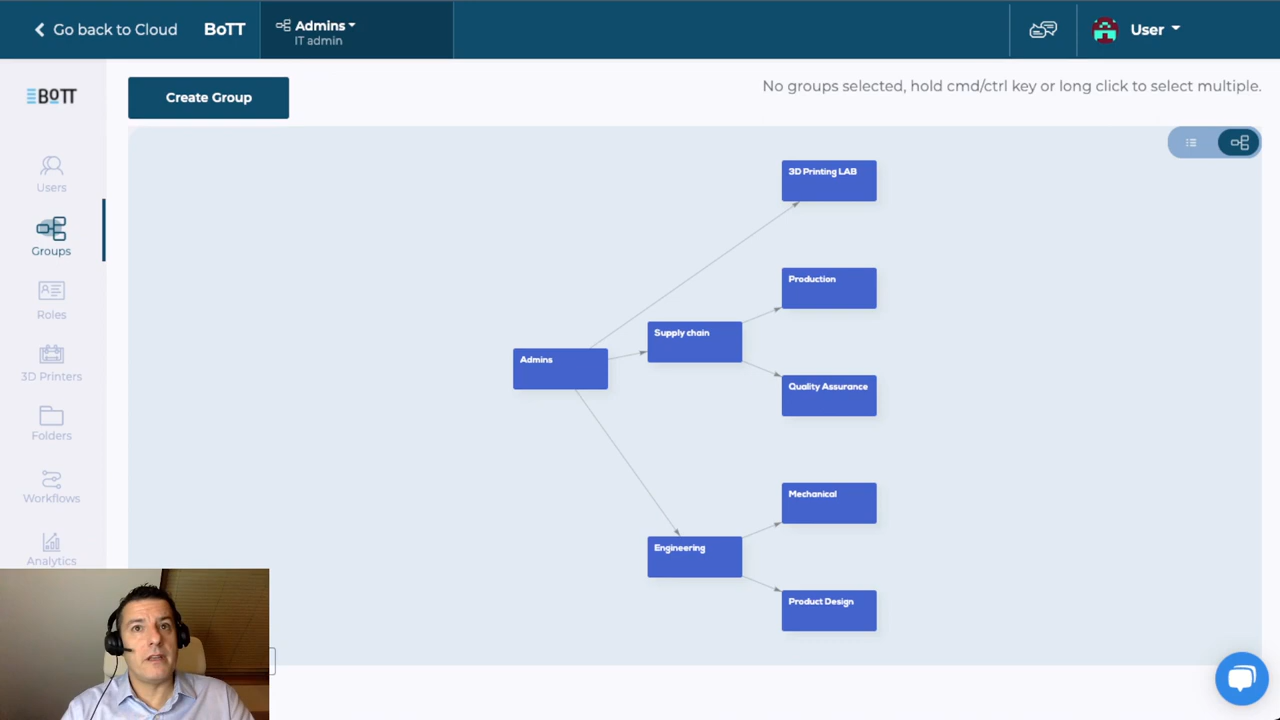 Go back to Cloud
BoTT
Admins
IT admin
User
BOTT
Create Group
No groups selected, hold cmd/ctrl key or long click to select multiple.
Users
Groups
Roles
3D Printers
Folders
Workflows
Analytics
3D Printing LAB
Production
Supply chain
Admins
Quality Assurance
Mechanical
Engineering
Product Design